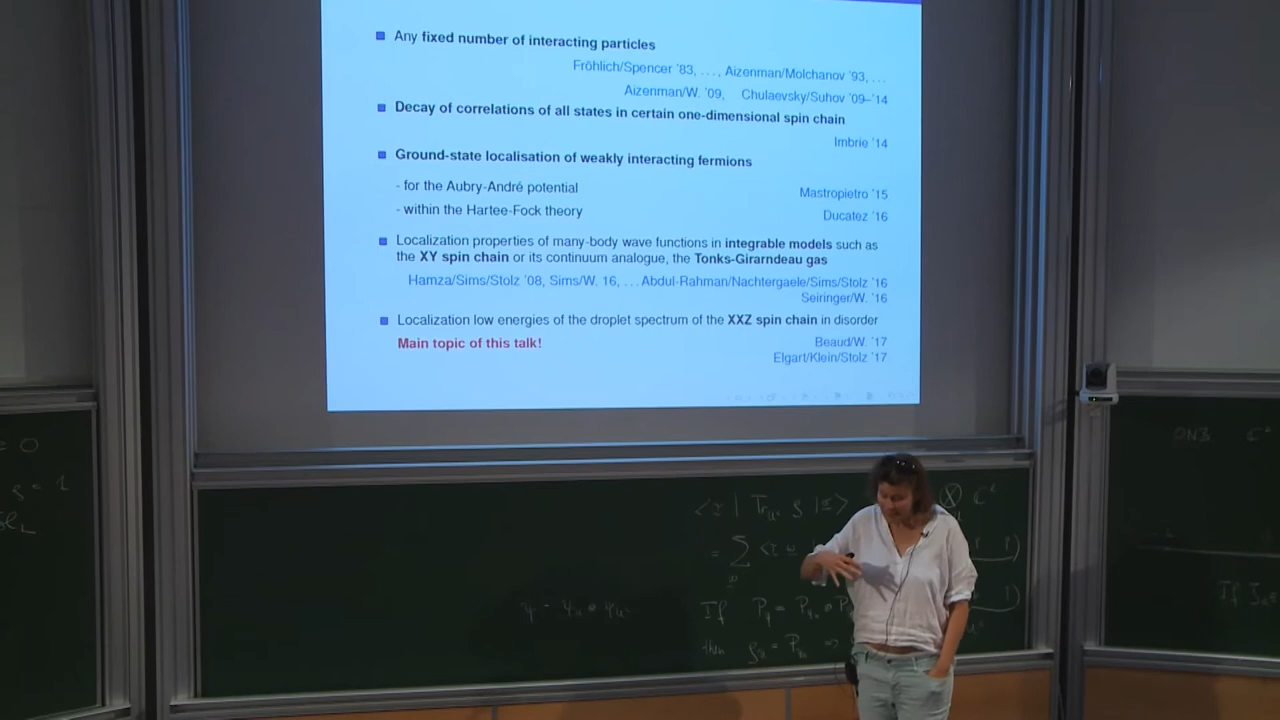 Any fixed number of interacting particles
Fröhlich/Spencer '83, ..., Aizenman/Molchanov '93, ...
Aizenman/W. '09, Chulaevsky/Suhov '09–'14
Decay of correlations of all states in certain one-dimensional spin chain
Imbrie '14
Ground-state localisation of weakly interacting fermions
- for the Aubry-André potential
Mastropietro '15
- within the Hartee-Fock theory
Ducatez '16
Localization properties of many-body wave functions in integrable models such as
the XY spin chain or its continuum analogue, the Tonks-Girarndeau gas
Hamza/Sims/Stolz '08, Sims/W. 16, ... Abdul-Rahman/Nachtergaele/Sims/Stolz '16
Seiringer/W. '16
Localization low energies of the droplet spectrum of the XXZ spin chain in disorder
Main topic of this talk!
Beaud/W. '17
Elgart/Klein/Stolz '17
If
then